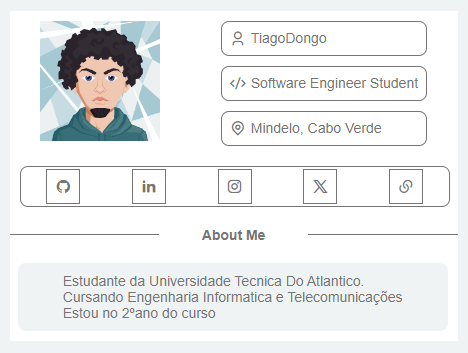 TiagoDongo
Software Engineer Student
Mindelo, Cabo Verde
in
About Me
Estudante da Universidade Tecnica Do Atlantico.
Cursando Engenharia Informatica e Telecomunicações
Estou no 2ºano do curso